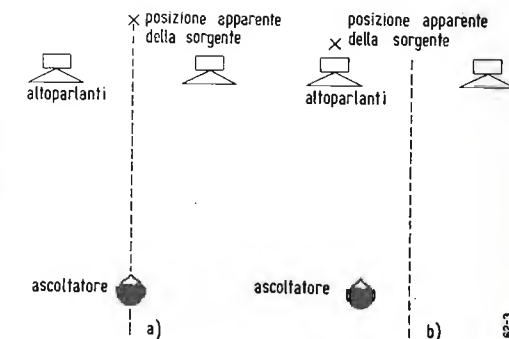 posizione apparente
della sorgente
altoparlanti
ascoltatore
a)
posizione apparente
della sorgente
altoparlanti
ascoltatore
b)